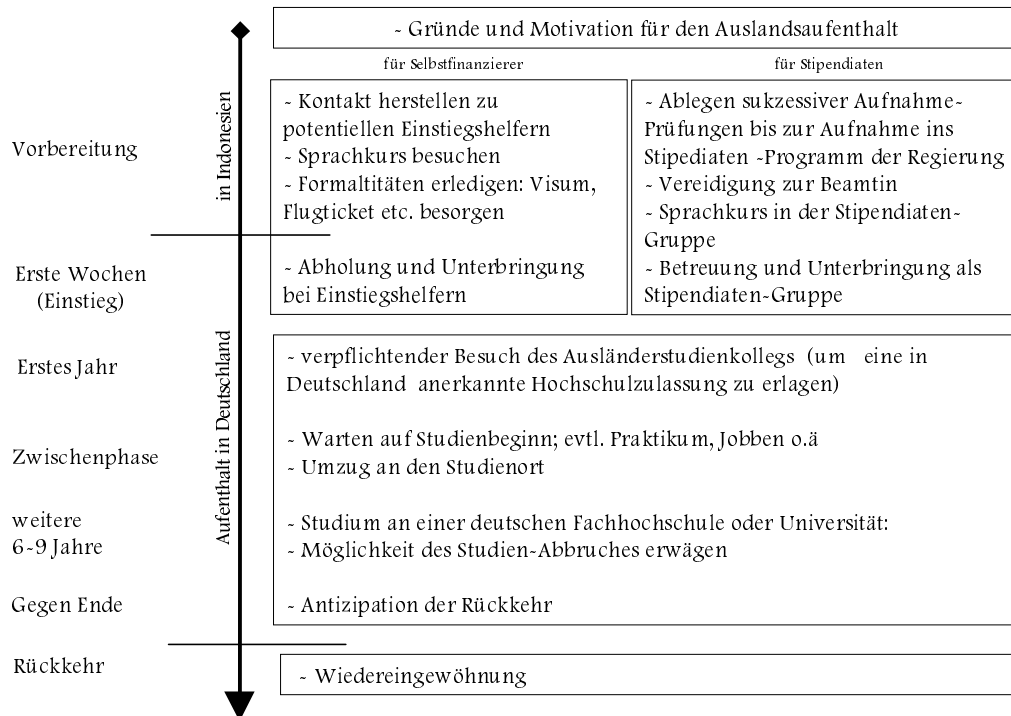 - Gründe und Motivation für den Auslandsaufenthalt
für Selbstfinanzierer
für Stipendiaten
in Indonesien
Vorbereitung
- Kontakt herstellen zu
potentiellen Einstiegshelfern
- Sprachkurs besuchen
- Formaltitäten erledigen: Visum,
Flugticket etc. besorgen
- Ablegen sukzessiver Aufnahme-
Prüfungen bis zur Aufnahme ins
Stipediaten -Programm der Regierung
- Vereidigung zur Beamtin
- Sprachkurs in der Stipendiaten-
Gruppe
Aufenthalt in Deutschland
Erste Wochen
(Einstieg)
- Abholung und Unterbringung
bei Einstiegshelfern
- Betreuung und Unterbringung als
Stipendiaten-Gruppe
Erstes Jahr
- verpflichtender Besuch des Ausländerstudienkollegs (um eine in
Deutschland anerkannte Hochschulzulassung zu erlagen)
Zwischenphase
- Warten auf Studienbeginn; evtl. Praktikum, Jobben o.ä
- Umzug an den Studienort
weitere
6-9 Jahre
- Studium an einer deutschen Fachhochschule oder Universität:
- Möglichkeit des Studien-Abbruches erwägen
Gegen Ende
- Antizipation der Rückkehr
Rückkehr
- Wiedereingewöhnung